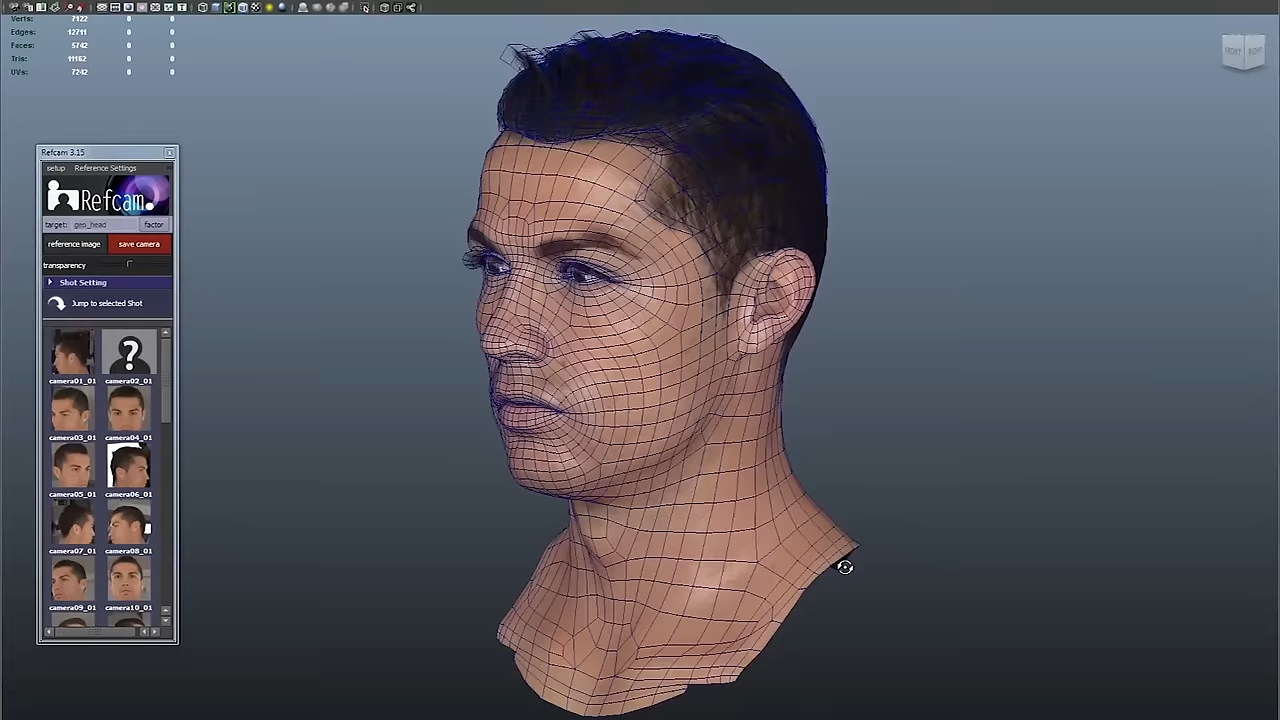 Verts: 7122 0 0
Edges: 12711 0 0
Faces: 5742 0 0
Tris: 11162 0 0
UVs: 7242 0 0
FRONT RIGHT
Refcam 3.15
setup Reference Settings
Refcam.
target: geo_head factor
reference image save camera
transparency
Shot Setting
Jump to selected Shot
?
camera01_01 camera02_01
camera03_01 camera04_01
camera05_01 camera06_01
camera07_01 camera08_01
camera09_01 camera10_01